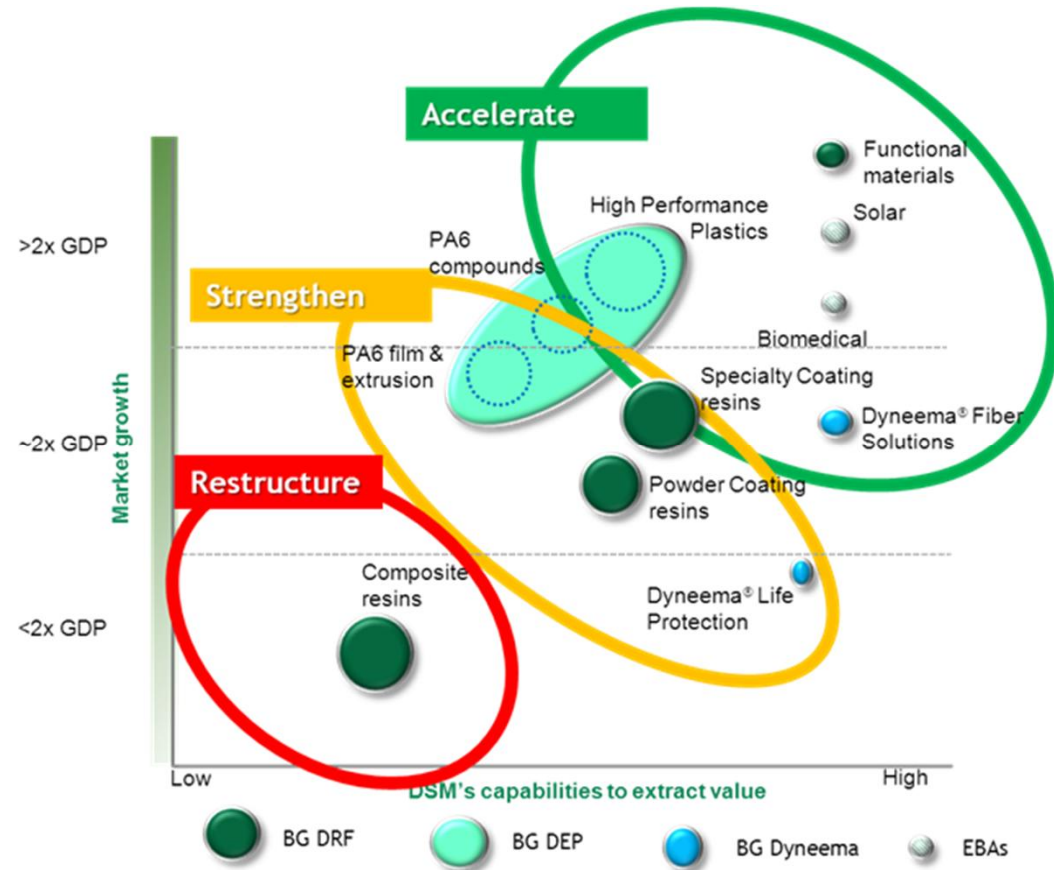 Accelerate
Functional
materials
Solar
High Performance
Plastics
>2x GDP
PA6
compounds
Strengthen
Biomedical
PA6 film &
extrusion
Specialty Coating
resins
Dyneema® Fiber
Solutions
~2x GDP
Market growth
Restructure
Powder Coating
resins
Composite
resins
Dyneema® Life
Protection
<2x GDP
Low
High
DSM's capabilities to extract value
BG DRF
BG DEP
BG Dyneema
EBAs